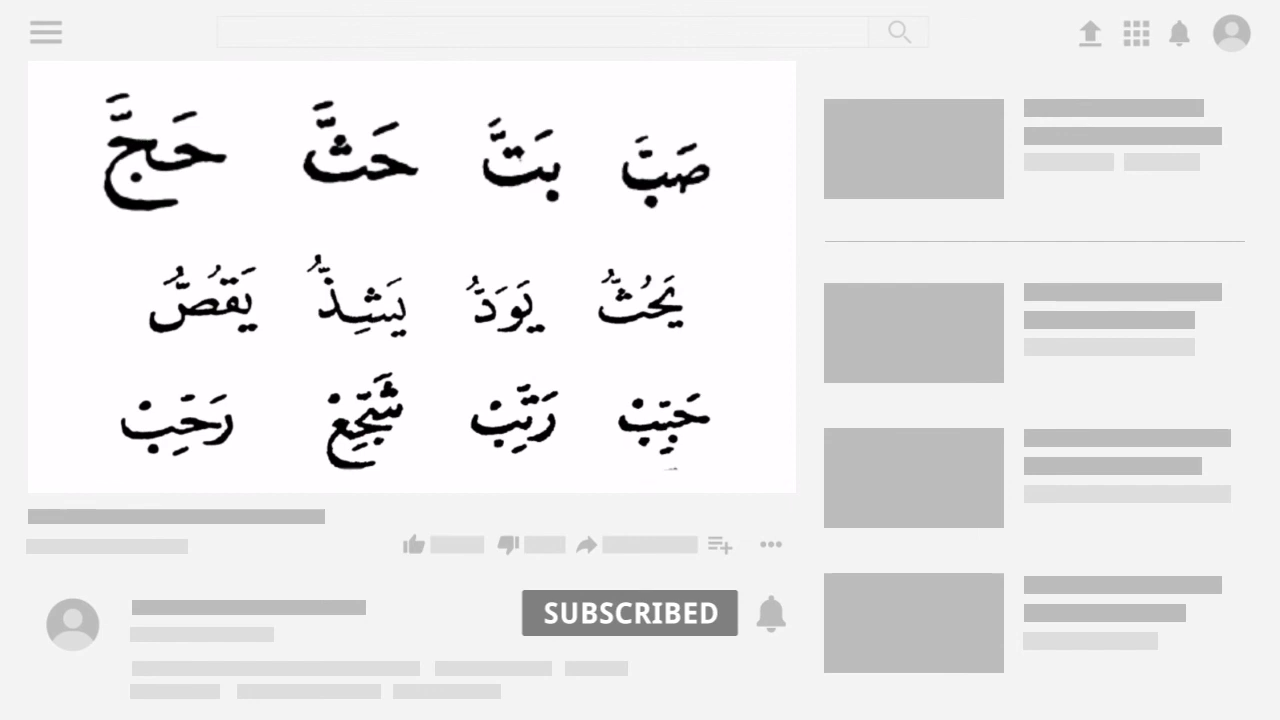 صَبَّ بَتَّ حَثَّ حَجَّ
يَحُثُّ يَوَدُّ يَشِذُّ يَقُصُّ
حَبِّبْ رَتِّبْ شَجِّعْ رَحِّبْ
SUBSCRIBED